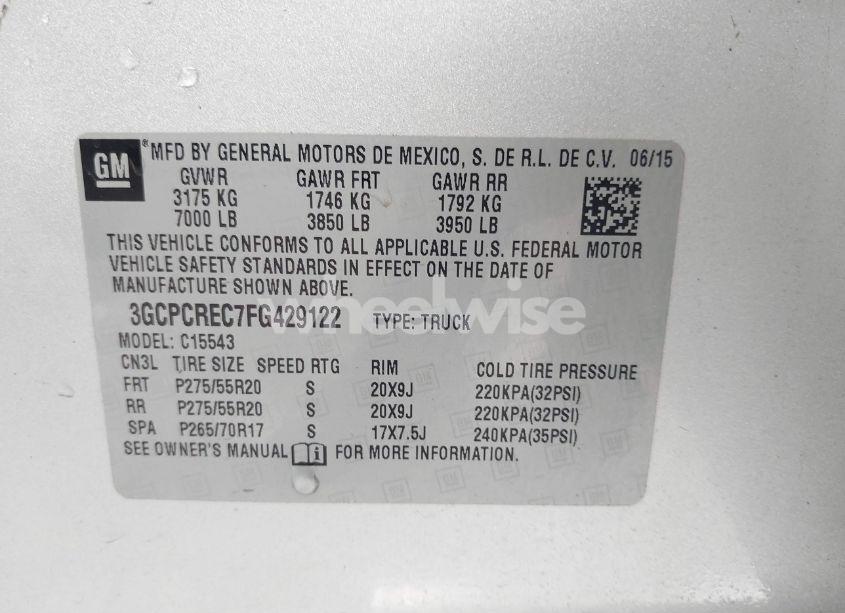 GM ® MFD BY GENERAL MOTORS DE MEXICO, S. DE R.L. DE C.V. 06/15
GVWR GAWR FRT GAWR RR
3175 KG 1746 KG 1792 KG
7000 LB 3850 LB 3950 LB
THIS VEHICLE CONFORMS TO ALL APPLICABLE U.S. FEDERAL MOTOR
VEHICLE SAFETY STANDARDS IN EFFECT ON THE DATE OF
MANUFACTURE SHOWN ABOVE.
wheelwise
3GCPCREC7FG429122 TYPE: TRUCK
MODEL: C15543
CN3L TIRE SIZE SPEED RTG RIM COLD TIRE PRESSURE
FRT P275/55R20 S 20X9J 220KPA(32PSI)
RR P275/55R20 S 20X9J 220KPA(32PSI)
SPA P265/70R17 S 17X7.5J 240KPA(35PSI)
SEE OWNER'S MANUAL i FOR MORE INFORMATION.